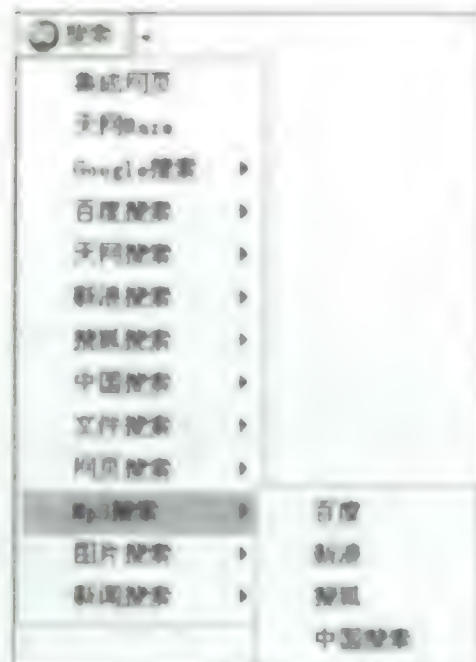 搜索
集成网页
天网Maze
Google搜索
百度搜索
天网搜索
新浪搜索
搜狐搜索
中国搜索
文件搜索
网页搜索
Mp3搜索
百度
图片搜索
新浪
新闻搜索
搜狐
中国搜索